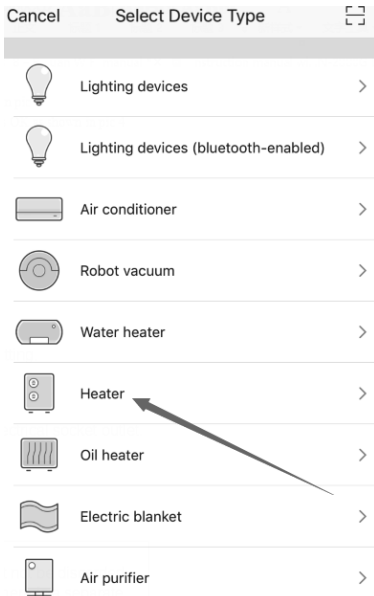 Cancel Select Device Type
Lighting devices
Lighting devices (bluetooth-enabled)
Air conditioner
Robot vacuum
Water heater
Heater
Oil heater
Electric blanket
Air purifier